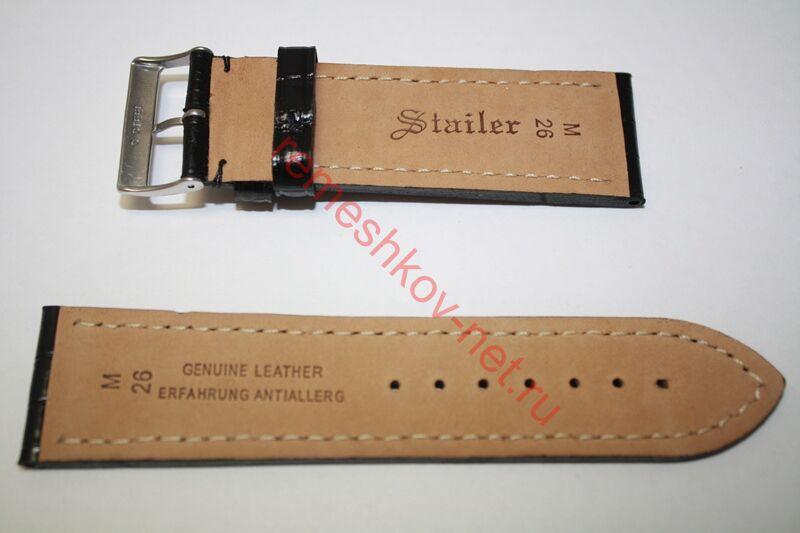 Stailer
M
26
remeshkov-net.ru
M
26
GENUINE LEATHER
ERFAHRUNG ANTIALLERG